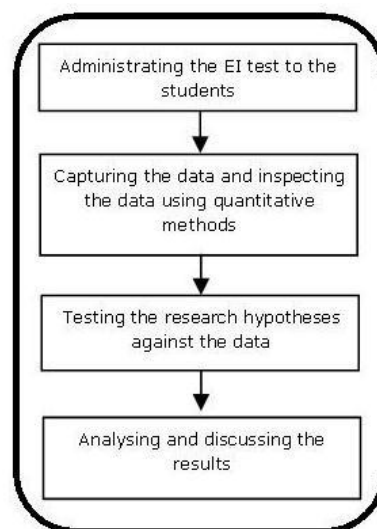 Administrating the EI test to the
students
Capturing the data and inspecting
the data using quantitative
methods
Testing the research hypotheses
against the data
Analysing and discussing the
results